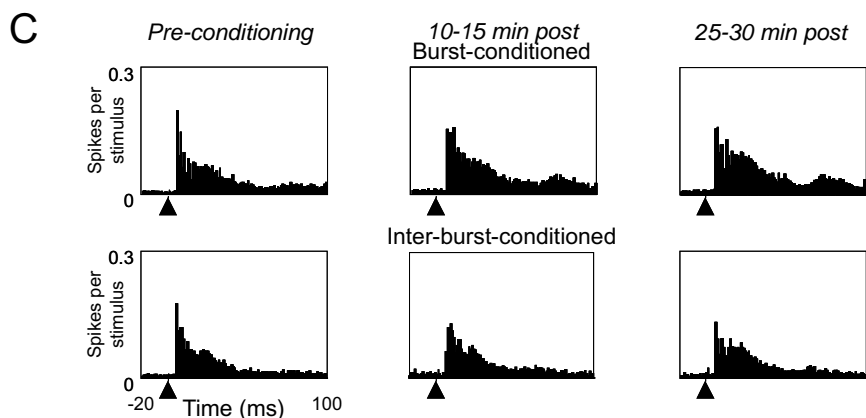 C
Pre-conditioning
10-15 min post
25-30 min post
Burst-conditioned
0.3
Spikes per
stimulus
0
Inter-burst-conditioned
0.3
Spikes per
stimulus
0
-20 Time (ms) 100